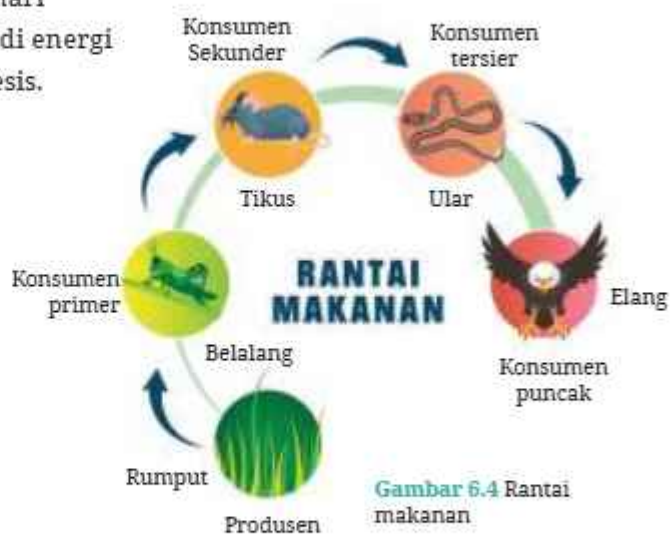 di energi
esis.
Konsumen
Sekunder
Konsumen
tersier
Tikus
Ular
Konsumen
primer
RANTAI
MAKANAN
Elang
Belalang
Konsumen
puncak
Rumput
Gambar 6.4 Rantai
makanan
Produsen